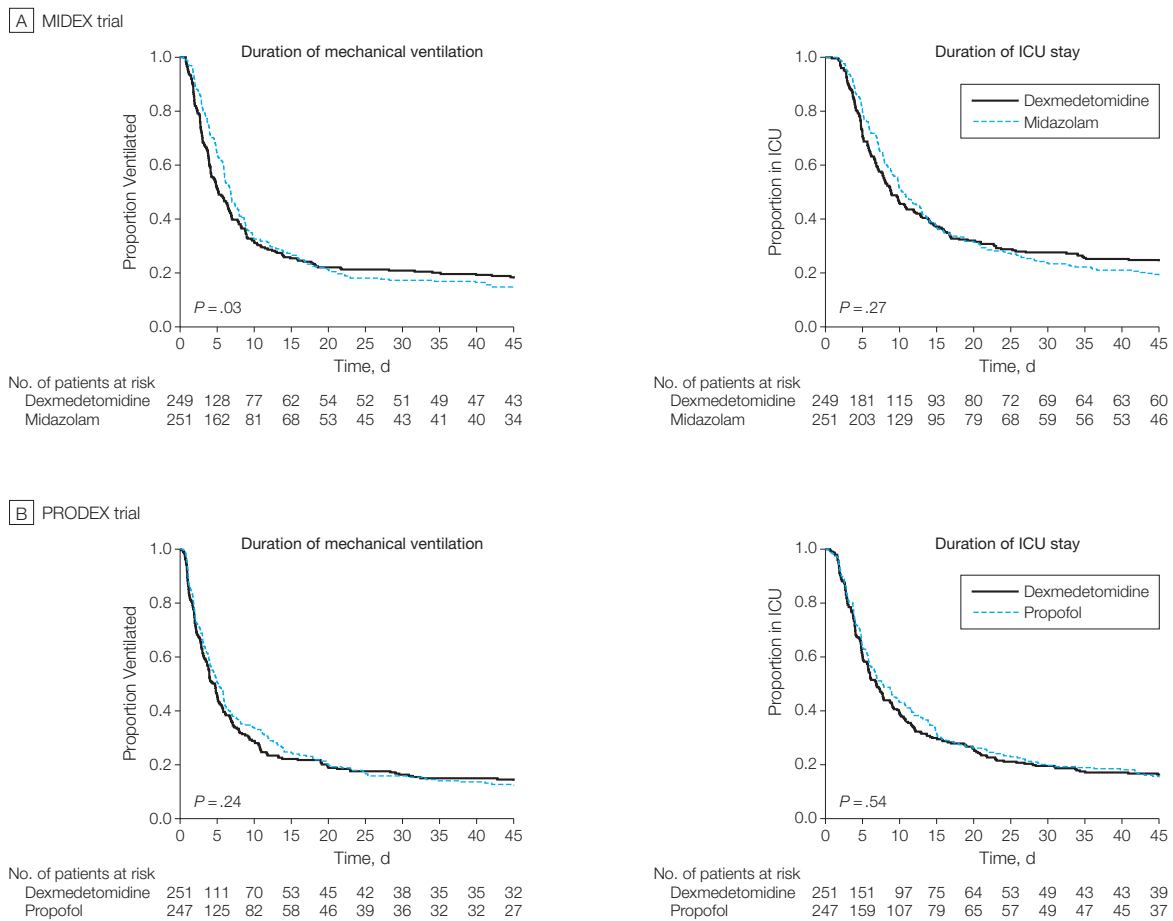 A MIDEX trial
Duration of mechanical ventilation
1.0
0.8
0.6
0.4
0.2
0.0
Proportion Ventilated
P = .03
0 5 10 15 20 25 30 35 40 45
Time, d
No. of patients at risk
Dexmedetomidine 249 128 77 62 54 52 51 49 47 43
Midazolam 251 162 81 68 53 45 43 41 40 34
Duration of ICU stay
Dexmedetomidine
Midazolam
1.0
0.8
0.6
0.4
0.2
0.0
Proportion in ICU
P = .27
0 5 10 15 20 25 30 35 40 45
Time, d
No. of patients at risk
Dexmedetomidine 249 181 115 93 80 72 69 64 63 60
Midazolam 251 203 129 95 79 68 59 56 53 46
B PRODEX trial
Duration of mechanical ventilation
1.0
0.8
0.6
0.4
0.2
0.0
Proportion Ventilated
P = .24
0 5 10 15 20 25 30 35 40 45
Time, d
No. of patients at risk
Dexmedetomidine 251 111 70 53 45 42 38 35 35 32
Propofol 247 125 82 58 46 39 36 32 32 27
Duration of ICU stay
Dexmedetomidine
Propofol
1.0
0.8
0.6
0.4
0.2
0.0
Proportion in ICU
P = .54
0 5 10 15 20 25 30 35 40 45
Time, d
No. of patients at risk
Dexmedetomidine 251 151 97 75 64 53 49 43 43 39
Propofol 247 159 107 79 65 57 49 47 45 37